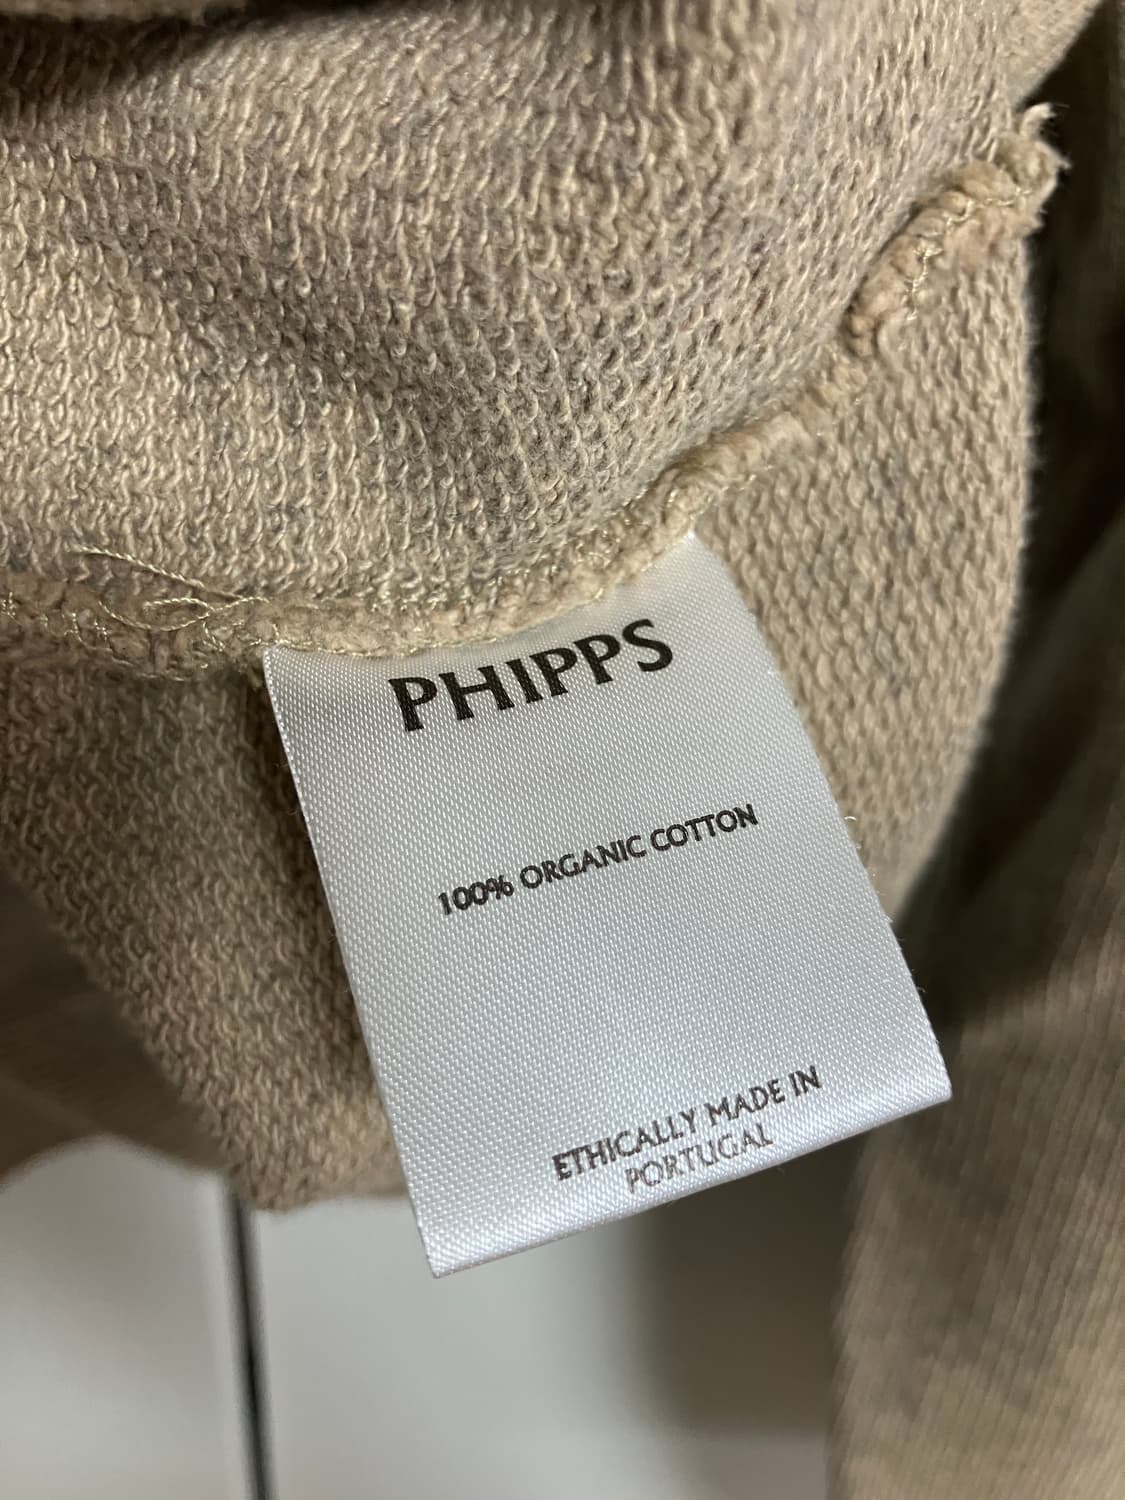 PHIPPS
100% ORGANIC COTTON
ETHICALLY MADE IN
PORTUGAL